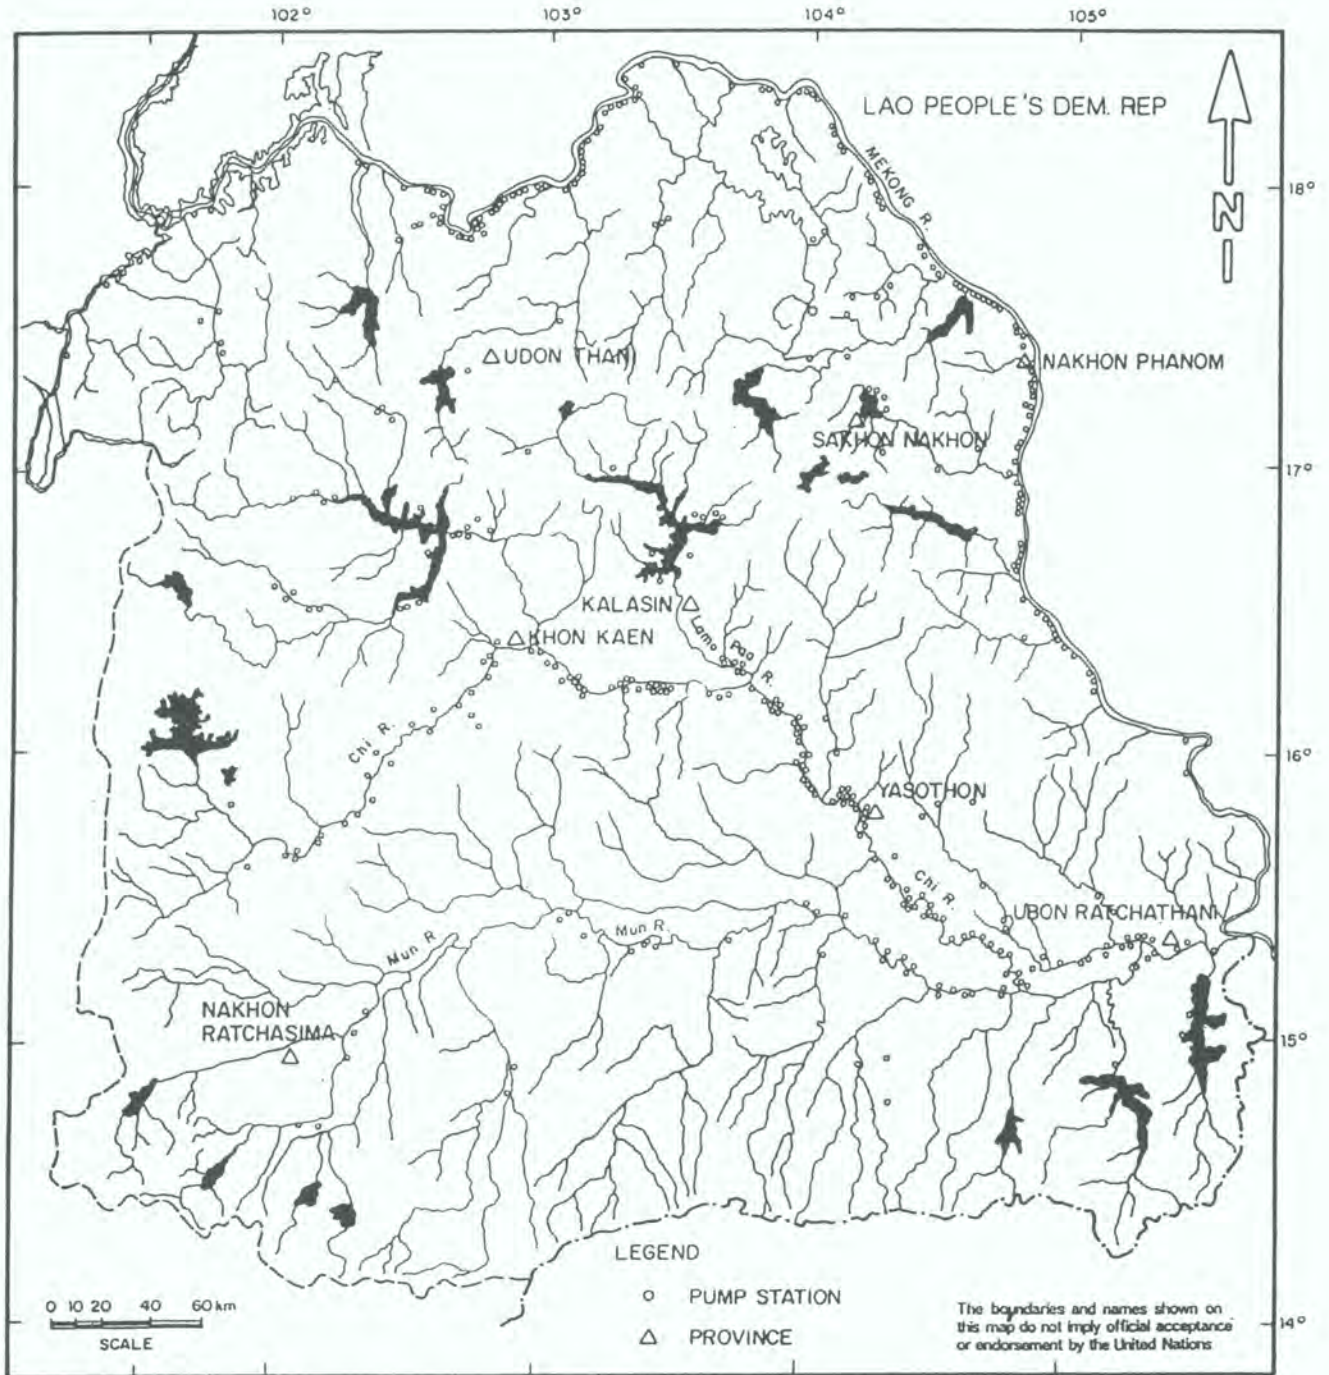 102°
103°
104°
105°
LAO PEOPLE'S DEM. REP
MEKONG R.
N
18°
UDON THANI
NAKHON PHANOM
SAKHON NAKHON
17°
KALASIN
Lame Pao R.
KHON KAEN
Chi R.
16°
YASOTHON
Chi R.
UBON RATCHATHANI
Mun R.
Mun R.
NAKHON
RATCHASIMA
15°
LEGEND
PUMP STATION
PROVINCE
0 10 20 40 60 km
SCALE
The boundaries and names shown on
this map do not imply official acceptance
or endorsement by the United Nations
14°